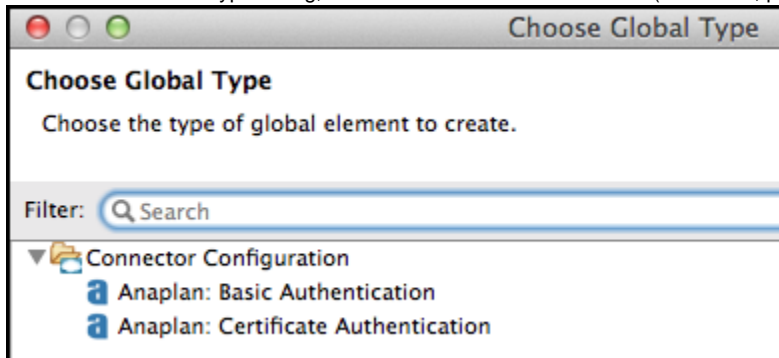 Choose Global Type
Choose Global Type
Choose the type of global element to create.
Filter: Search
Connector Configuration
a Anaplan: Basic Authentication
a Anaplan: Certificate Authentication